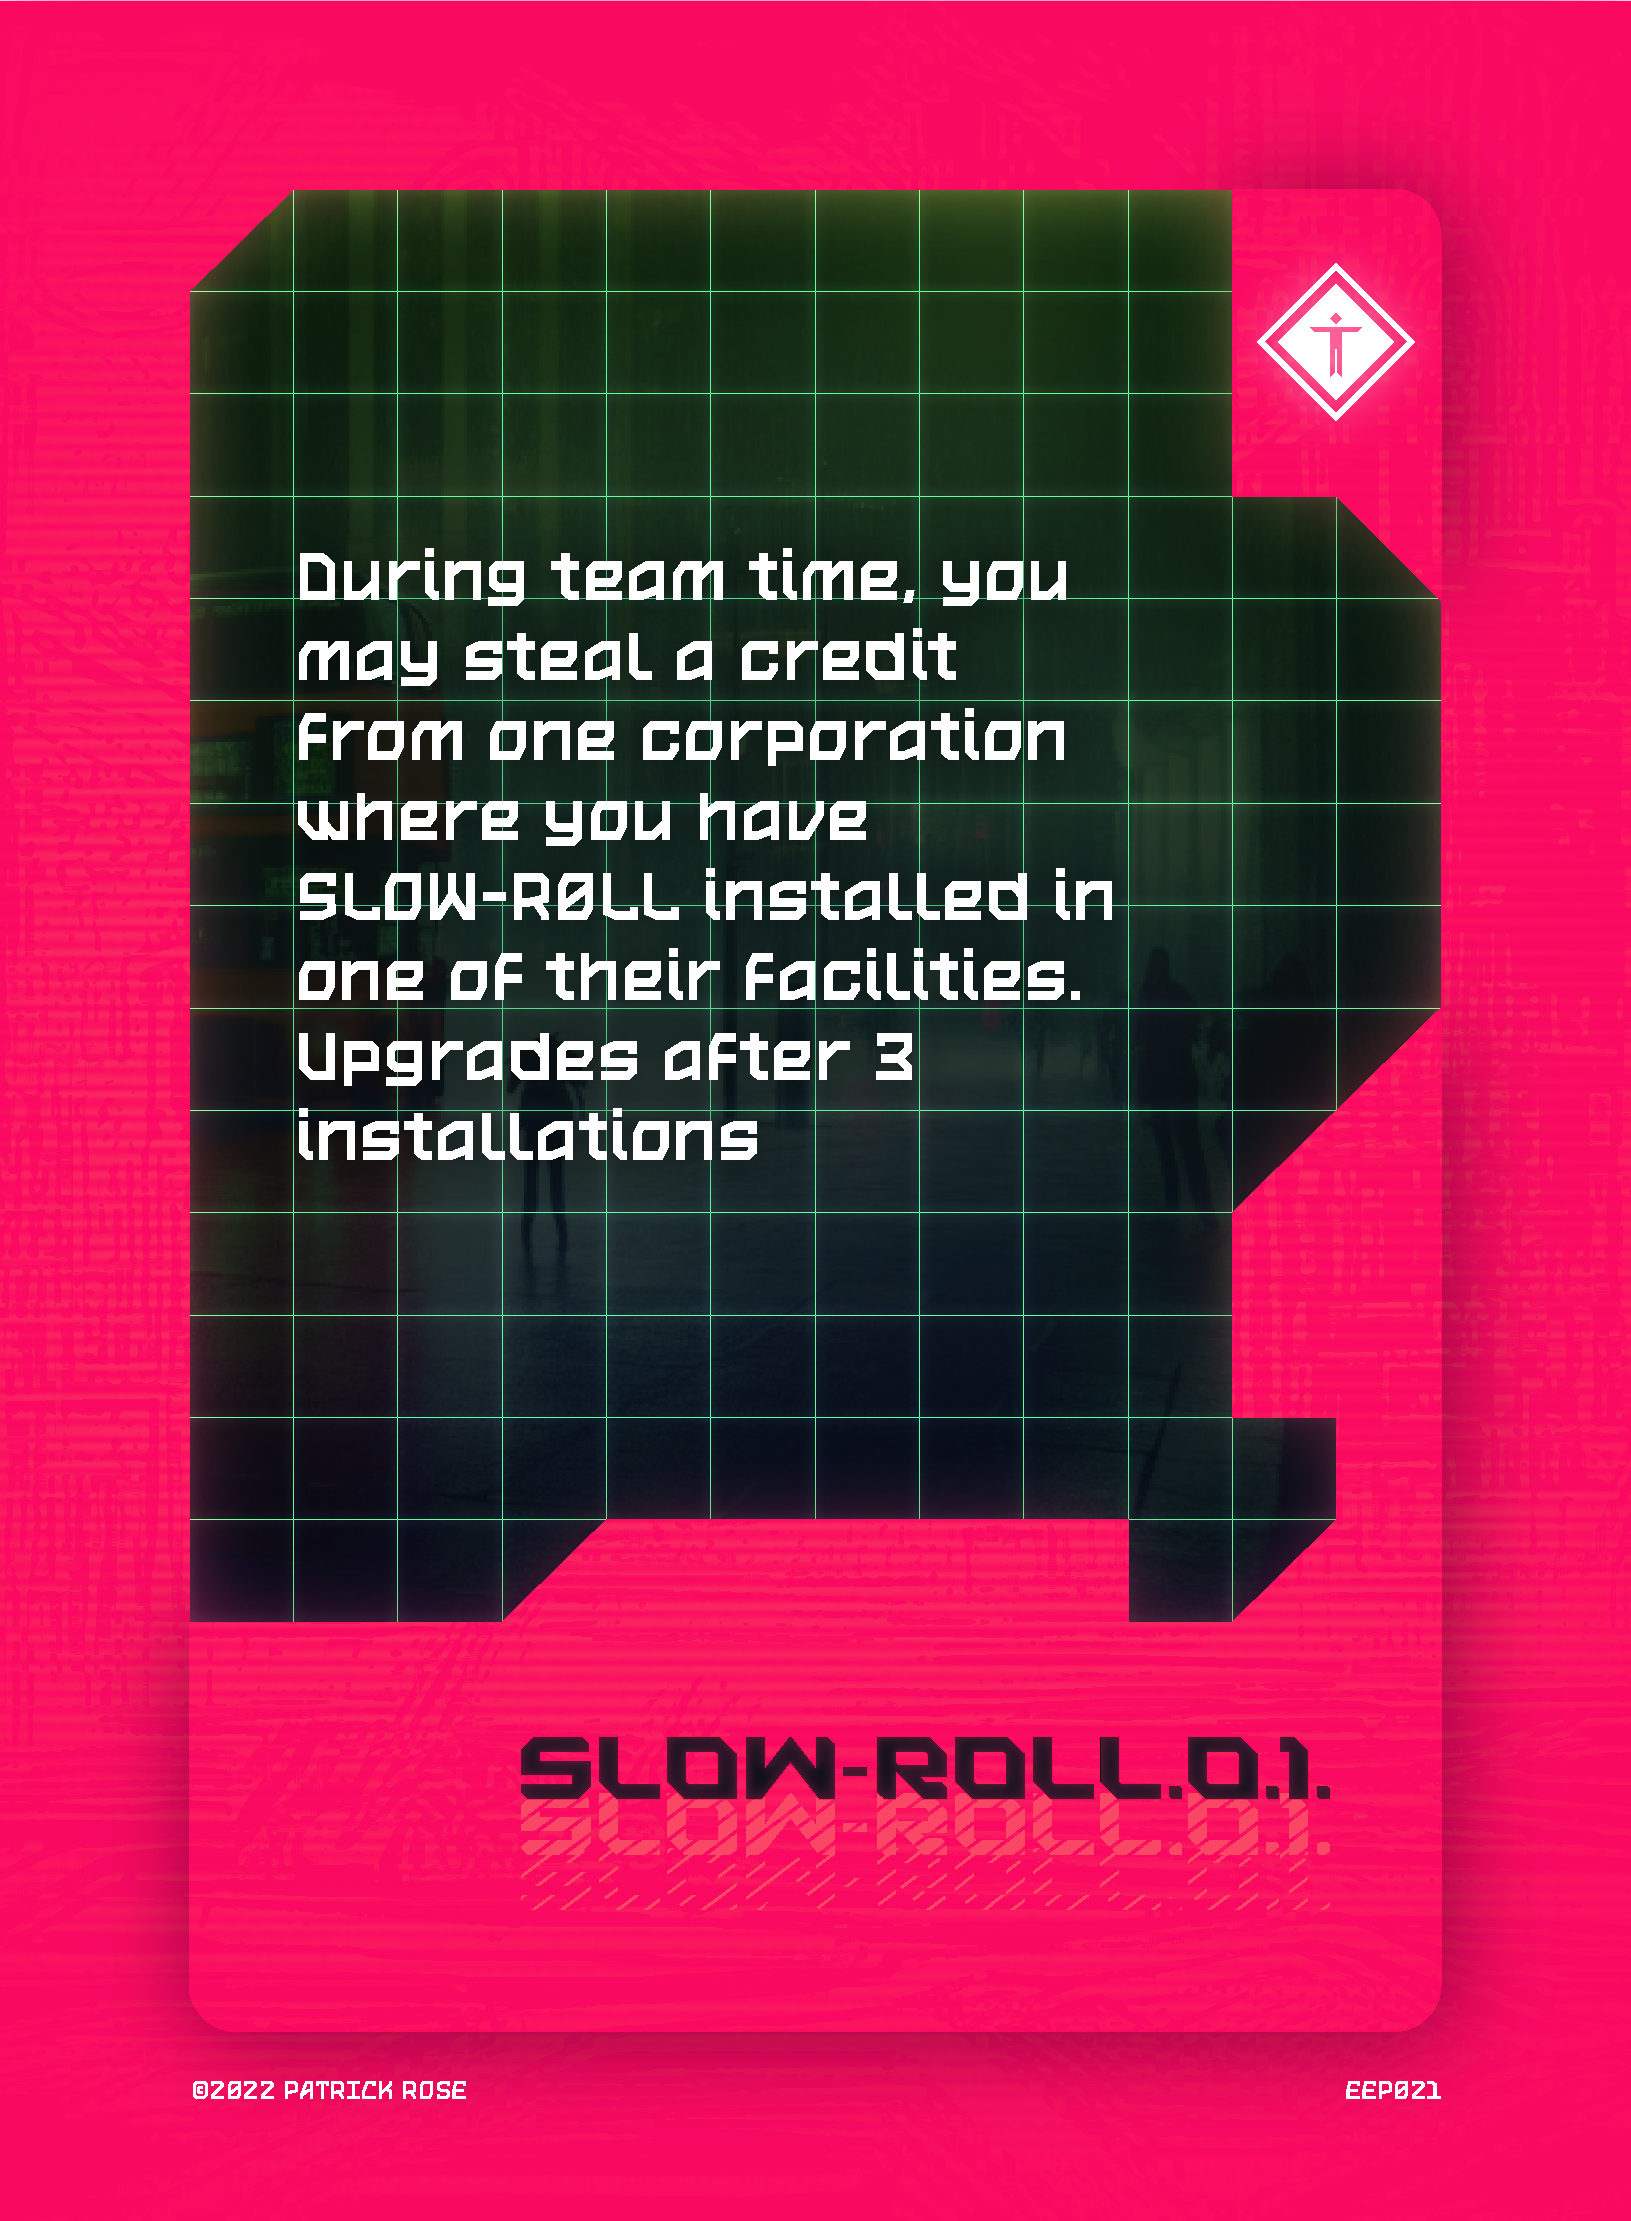 During team time, you
may steal a credit
from one corporation
where you have
SLOW-R0LL installed in
one of their facilities.
Upgrades after 3
installations
SLOW-ROLL.0.1.
©2022 PATRICK ROSE
EEP021